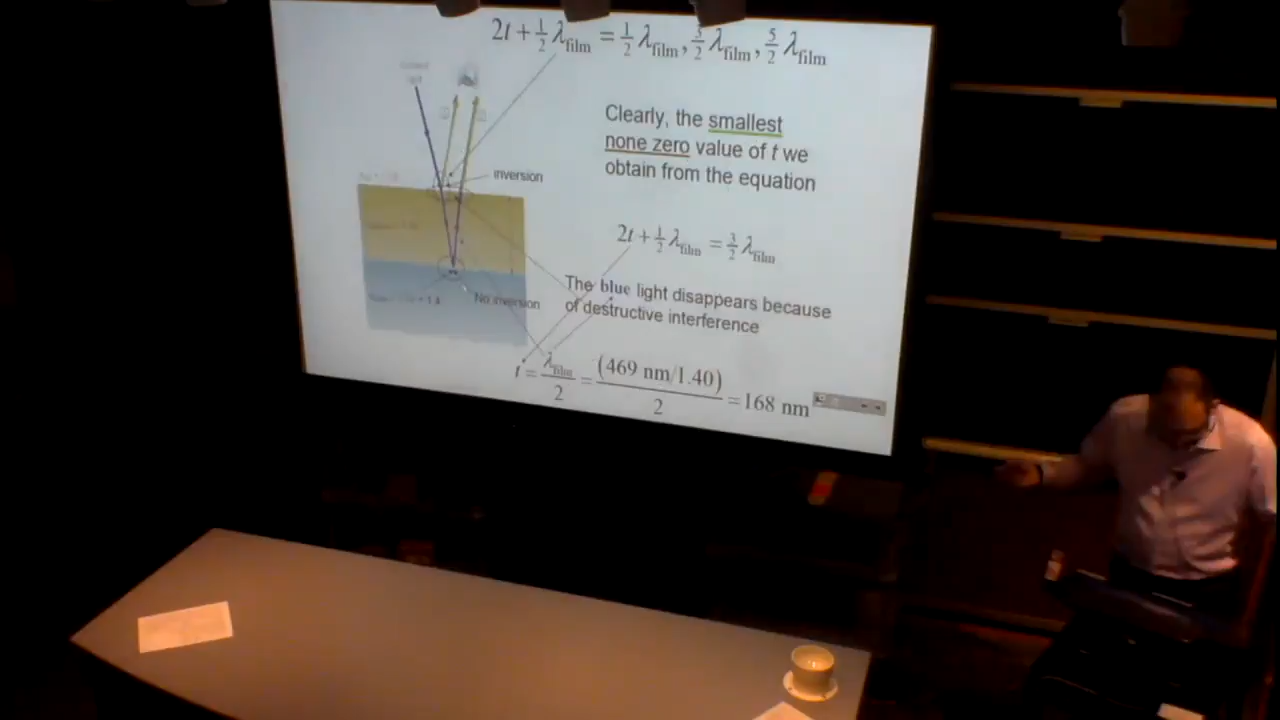 2t + 1/2 λfilm = 1/2 λfilm, 3/2 λfilm, 5/2 λfilm
Clearly, the smallest
none zero value of t we
obtain from the equation
inversion
2t + 1/2 λfilm = 3/2 λfilm
The blue light disappears because
of destructive interference
No inversion
t = λfilm/2 = (469 nm/1.40)/2 = 168 nm